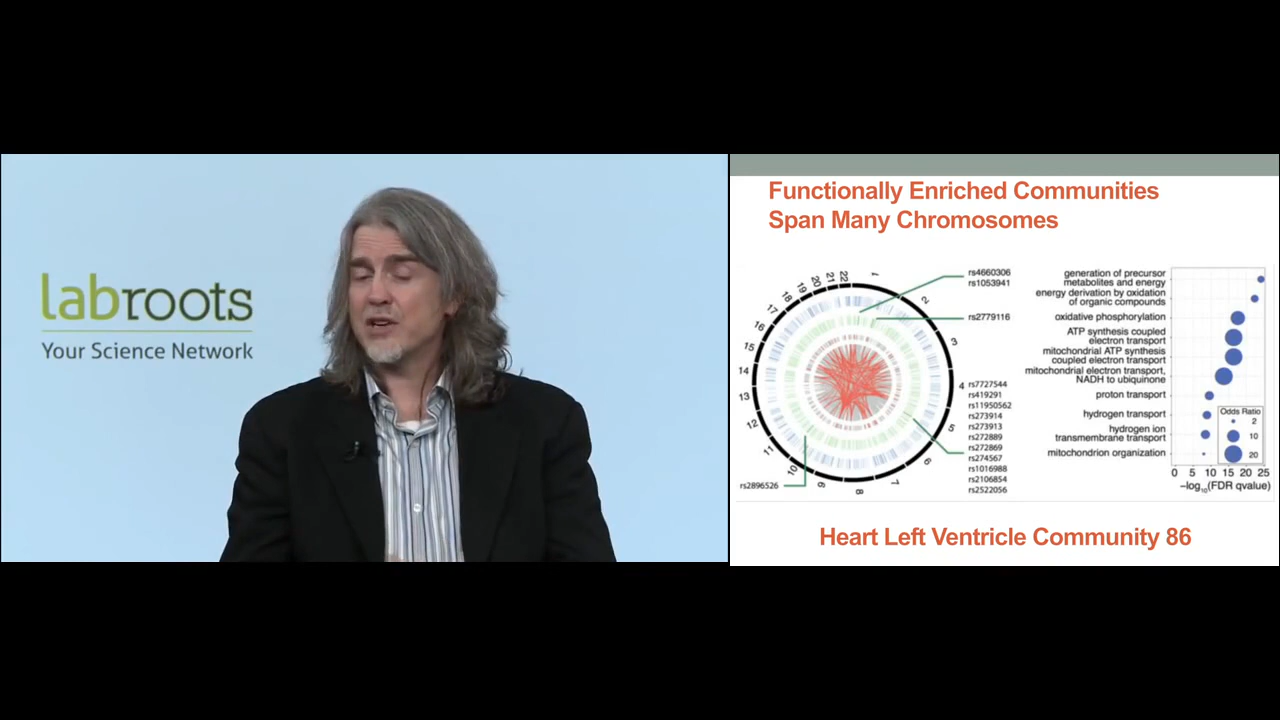 labroots
Your Science Network
Functionally Enriched Communities
Span Many Chromosomes
1
2
3
4
5
6
7
8
9
10
11
12
13
14
15
16
17
18
19
20
21
22
rs4660306
rs1053941
rs2779116
rs7727544
rs419291
rs11950562
rs273914
rs273913
rs272889
rs272869
rs274567
rs1016988
rs2106854
rs2522056
rs2896526
generation of precursor
metabolites and energy
energy derivation by oxidation
of organic compounds
oxidative phosphorylation
ATP synthesis coupled
electron transport
mitochondrial ATP synthesis
coupled electron transport
mitochondrial electron transport,
NADH to ubiquinone
proton transport
hydrogen transport
hydrogen ion
transmembrane transport
mitochondrion organization
Odds Ratio
2
10
20
0 5 10 15 20 25
−log₁₀(FDR qvalue)
Heart Left Ventricle Community 86